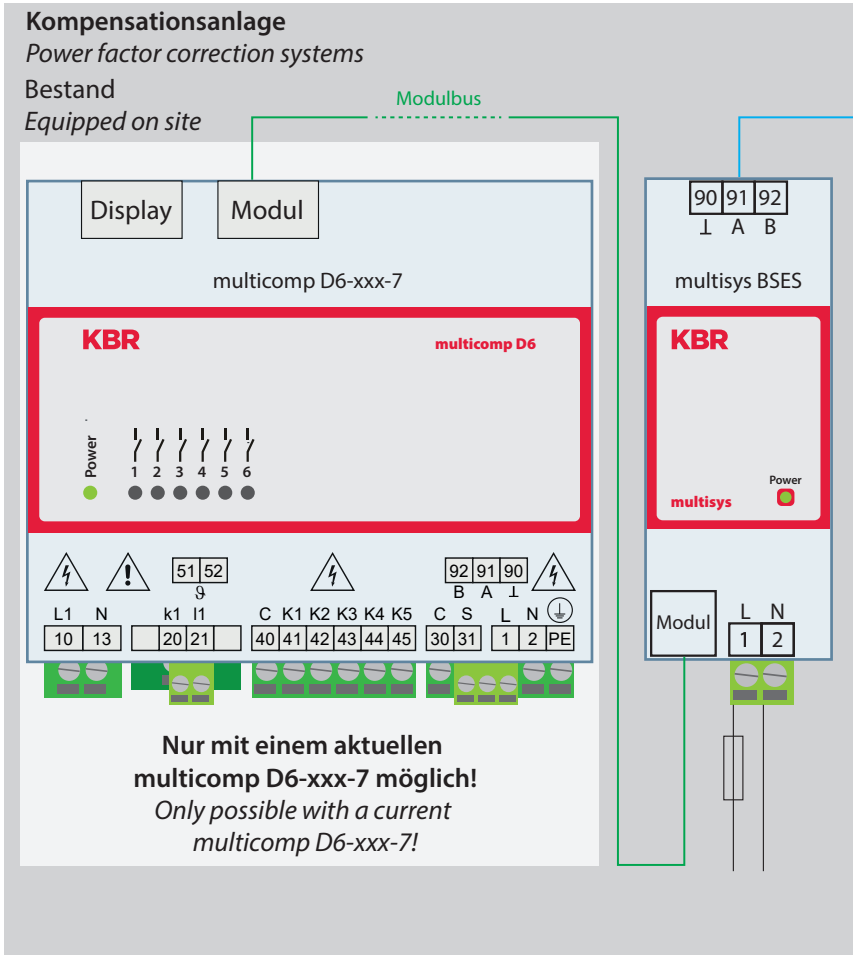 Kompensationsanlage
Power factor correction systems
Bestand
Equipped on site
Modulbus
Display Modul
multicomp D6-xxx-7
KBR
multicomp D6
Power
1 2 3 4 5 6
51 52
ϑ
92 91 90
B A ⊥
L1 N k1 l1 C K1 K2 K3 K4 K5 C S L N
10 13 20 21 40 41 42 43 44 45 30 31 1 2 PE
Nur mit einem aktuellen
multicomp D6-xxx-7 möglich!
Only possible with a current
multicomp D6-xxx-7!
90 91 92
⊥ A B
multisys BSES
KBR
Power
multisys
Modul
L N
1 2